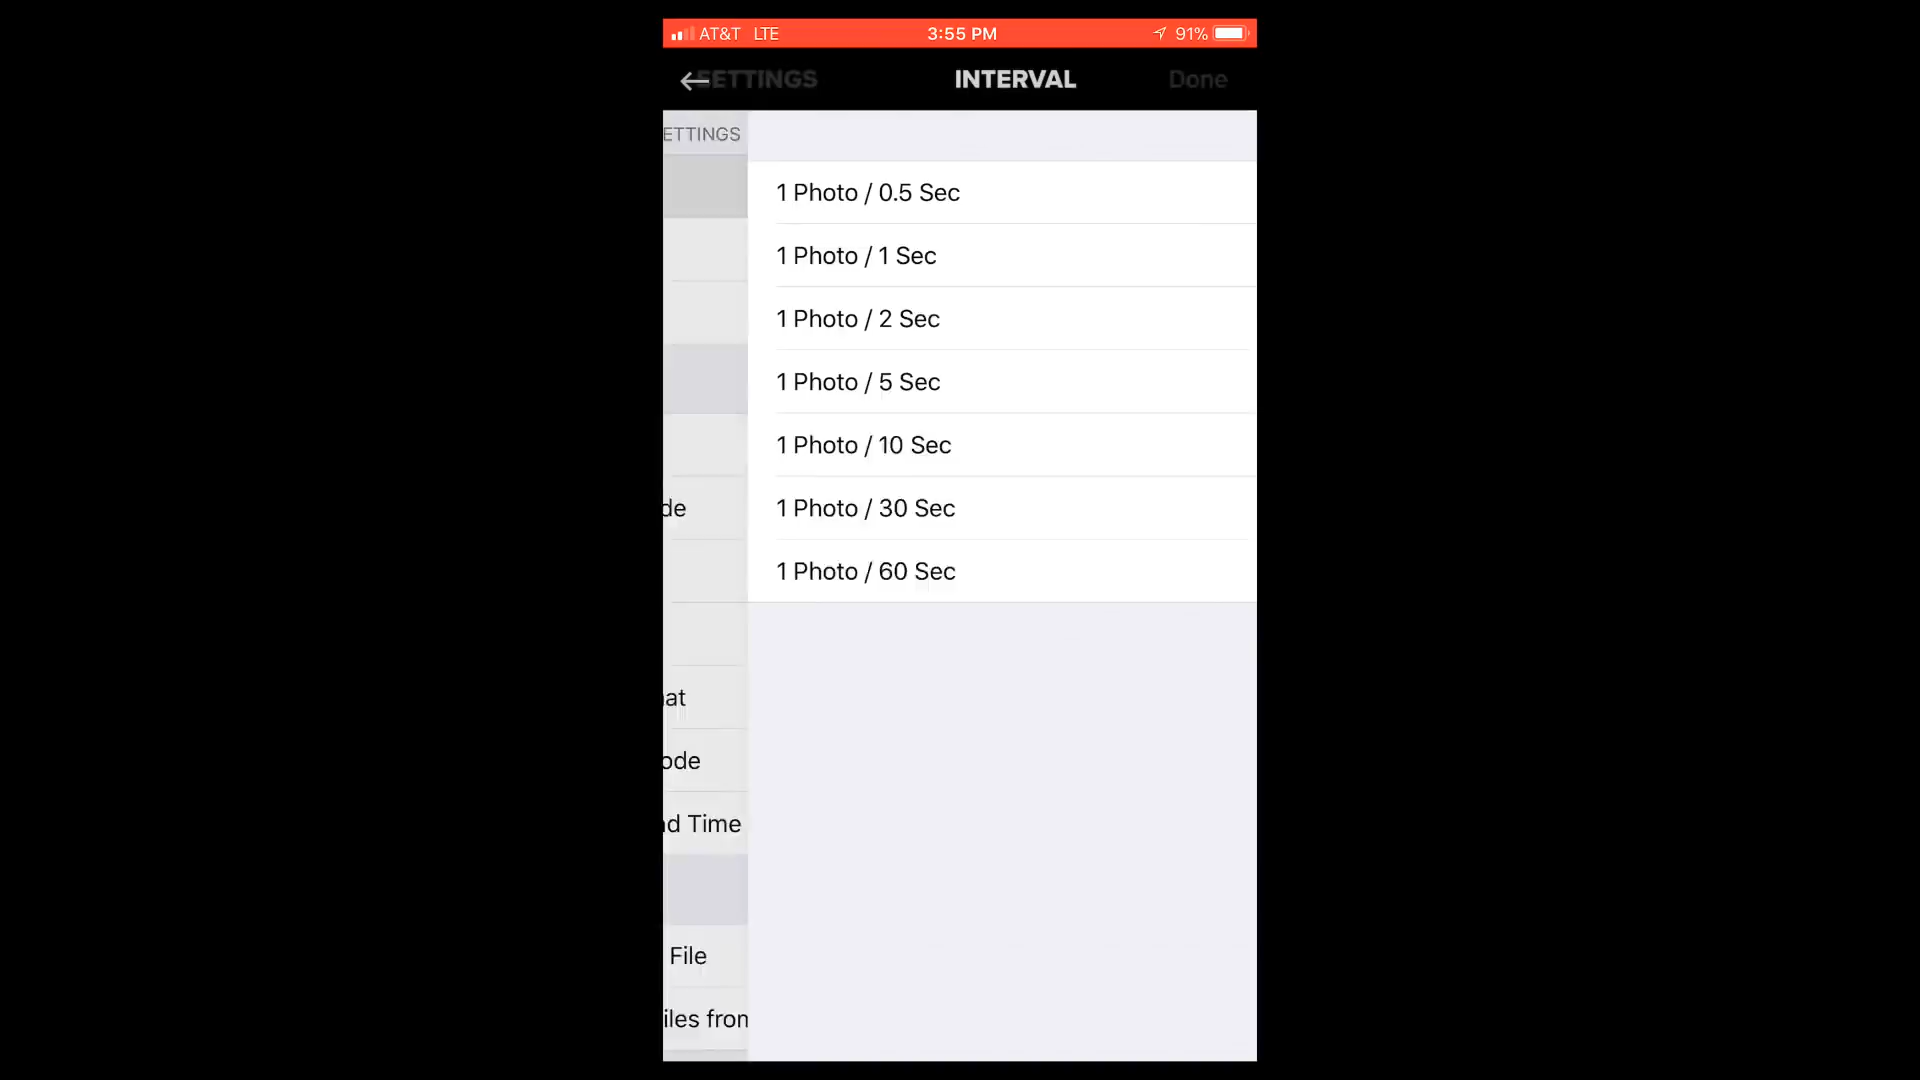 AT&T LTE 3:55 PM 91%
SETTINGS INTERVAL Done
ETTINGS
1 Photo / 0.5 Sec
1 Photo / 1 Sec
1 Photo / 2 Sec
1 Photo / 5 Sec
1 Photo / 10 Sec
de 1 Photo / 30 Sec
1 Photo / 60 Sec
at
ode
d Time
File
iles from